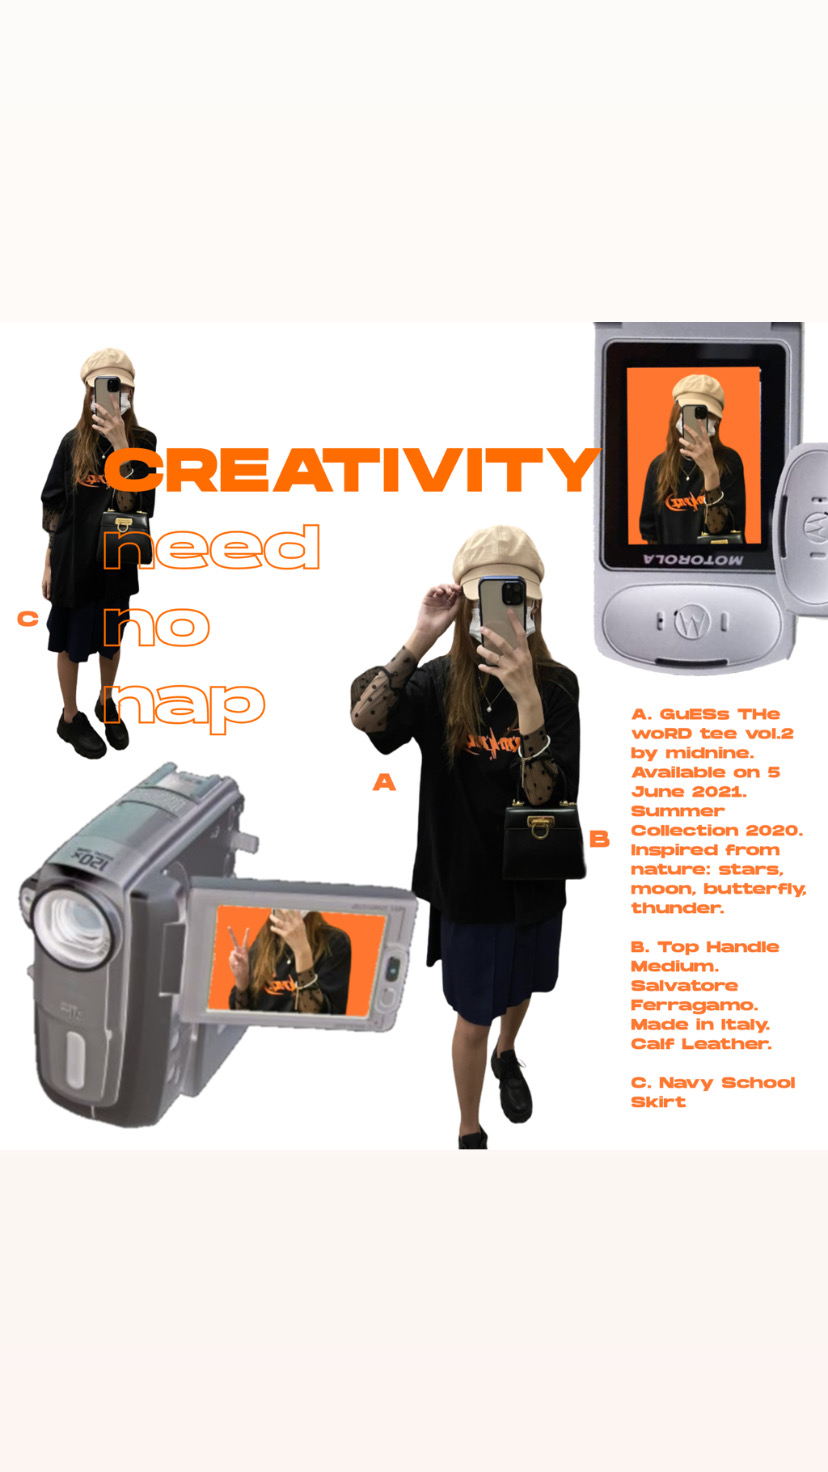 CREATIVITY
need
no
nap
C
A
B
MOTOROLA
120x
A. GuESs THe
woRD tee vol.2
by midnine.
Available on 5
June 2021.
Summer
Collection 2020.
Inspired from
nature: stars,
moon, butterfly,
thunder.
B. Top Handle
Medium.
Salvatore
Ferragamo.
Made in Italy.
Calf Leather.
C. Navy School
Skirt